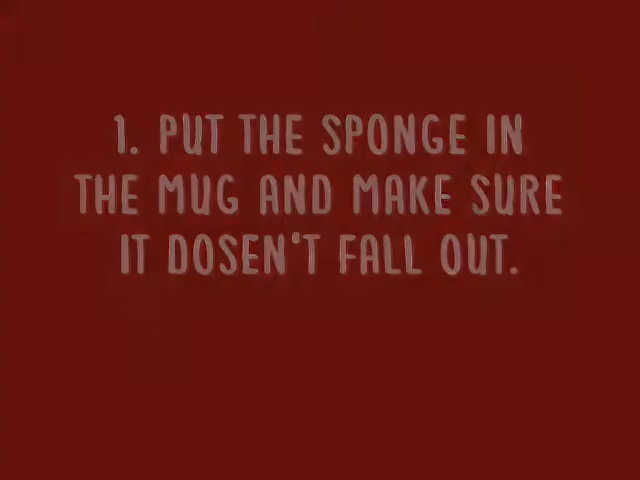 1. PUT THE SPONGE IN
THE MUG AND MAKE SURE
IT DOSEN'T FALL OUT.